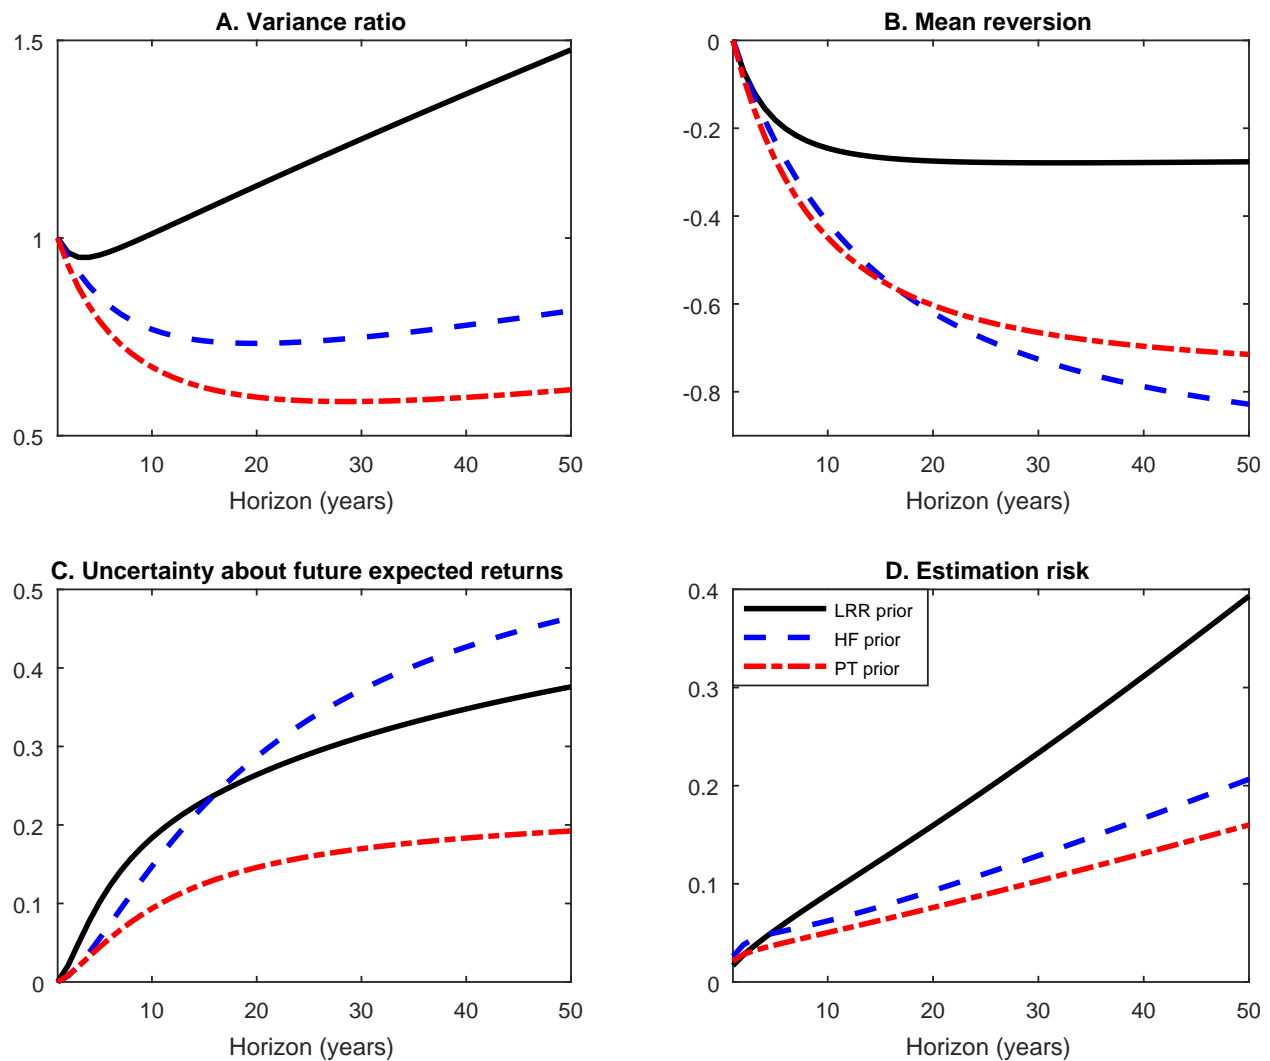 A. Variance ratio
1.5
1
0.5
10 20 30 40 50
Horizon (years)
B. Mean reversion
0
-0.2
-0.4
-0.6
-0.8
10 20 30 40 50
Horizon (years)
C. Uncertainty about future expected returns
0.5
0.4
0.3
0.2
0.1
0
10 20 30 40 50
Horizon (years)
D. Estimation risk
0.4
0.3
0.2
0.1
0
LRR prior
HF prior
PT prior
10 20 30 40 50
Horizon (years)